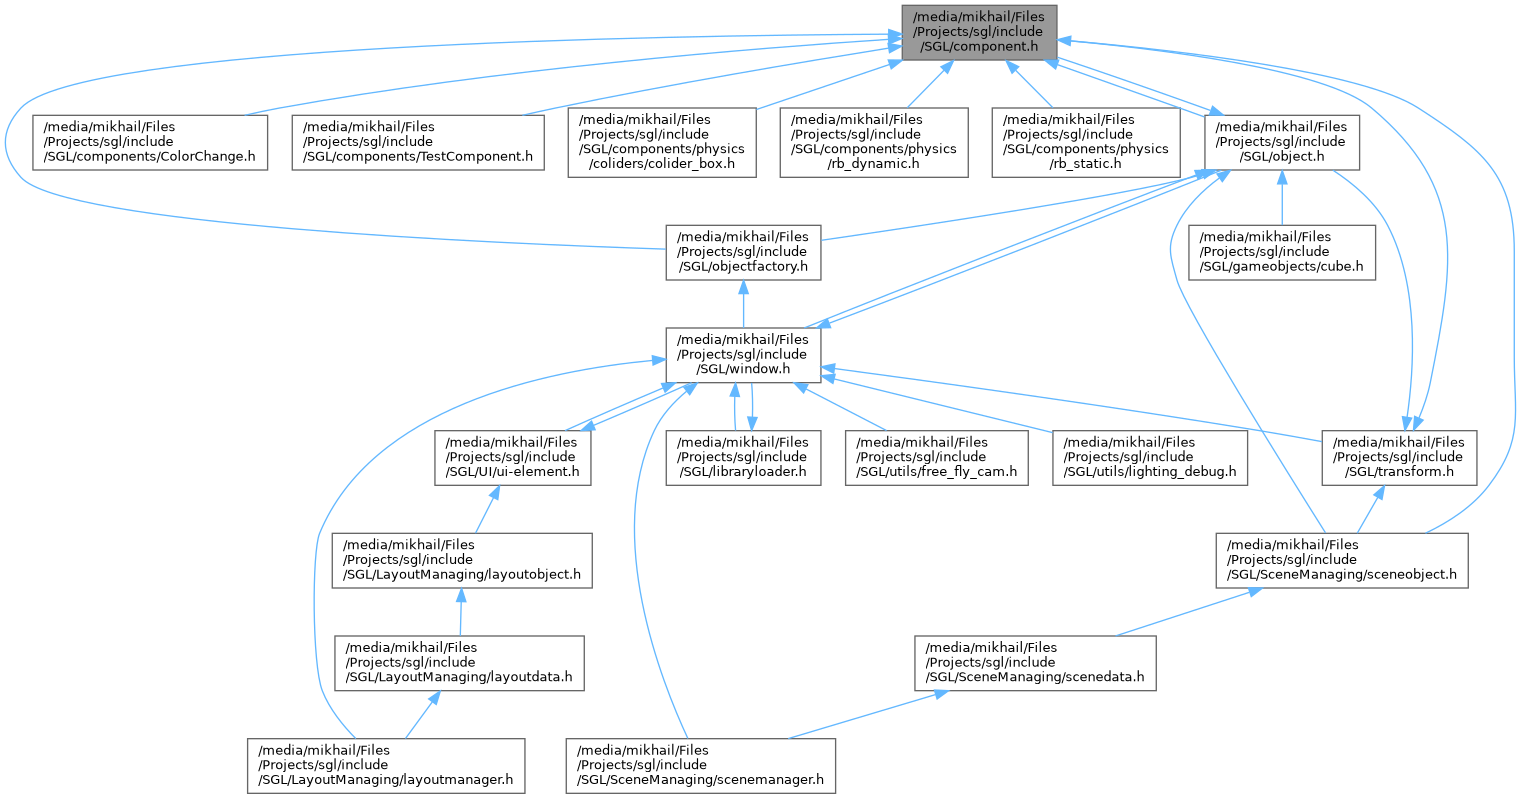 /media/mikhail/Files
/Projects/sgl/include
/SGL/component.h
/media/mikhail/Files
/Projects/sgl/include
/SGL/components/ColorChange.h
/media/mikhail/Files
/Projects/sgl/include
/SGL/components/TestComponent.h
/media/mikhail/Files
/Projects/sgl/include
/SGL/components/physics
/coliders/colider_box.h
/media/mikhail/Files
/Projects/sgl/include
/SGL/components/physics
/rb_dynamic.h
/media/mikhail/Files
/Projects/sgl/include
/SGL/components/physics
/rb_static.h
/media/mikhail/Files
/Projects/sgl/include
/SGL/object.h
/media/mikhail/Files
/Projects/sgl/include
/SGL/objectfactory.h
/media/mikhail/Files
/Projects/sgl/include
/SGL/gameobjects/cube.h
/media/mikhail/Files
/Projects/sgl/include
/SGL/window.h
/media/mikhail/Files
/Projects/sgl/include
/SGL/UI/ui-element.h
/media/mikhail/Files
/Projects/sgl/include
/SGL/libraryloader.h
/media/mikhail/Files
/Projects/sgl/include
/SGL/utils/free_fly_cam.h
/media/mikhail/Files
/Projects/sgl/include
/SGL/utils/lighting_debug.h
/media/mikhail/Files
/Projects/sgl/include
/SGL/transform.h
/media/mikhail/Files
/Projects/sgl/include
/SGL/LayoutManaging/layoutobject.h
/media/mikhail/Files
/Projects/sgl/include
/SGL/SceneManaging/sceneobject.h
/media/mikhail/Files
/Projects/sgl/include
/SGL/LayoutManaging/layoutdata.h
/media/mikhail/Files
/Projects/sgl/include
/SGL/SceneManaging/scenedata.h
/media/mikhail/Files
/Projects/sgl/include
/SGL/LayoutManaging/layoutmanager.h
/media/mikhail/Files
/Projects/sgl/include
/SGL/SceneManaging/scenemanager.h